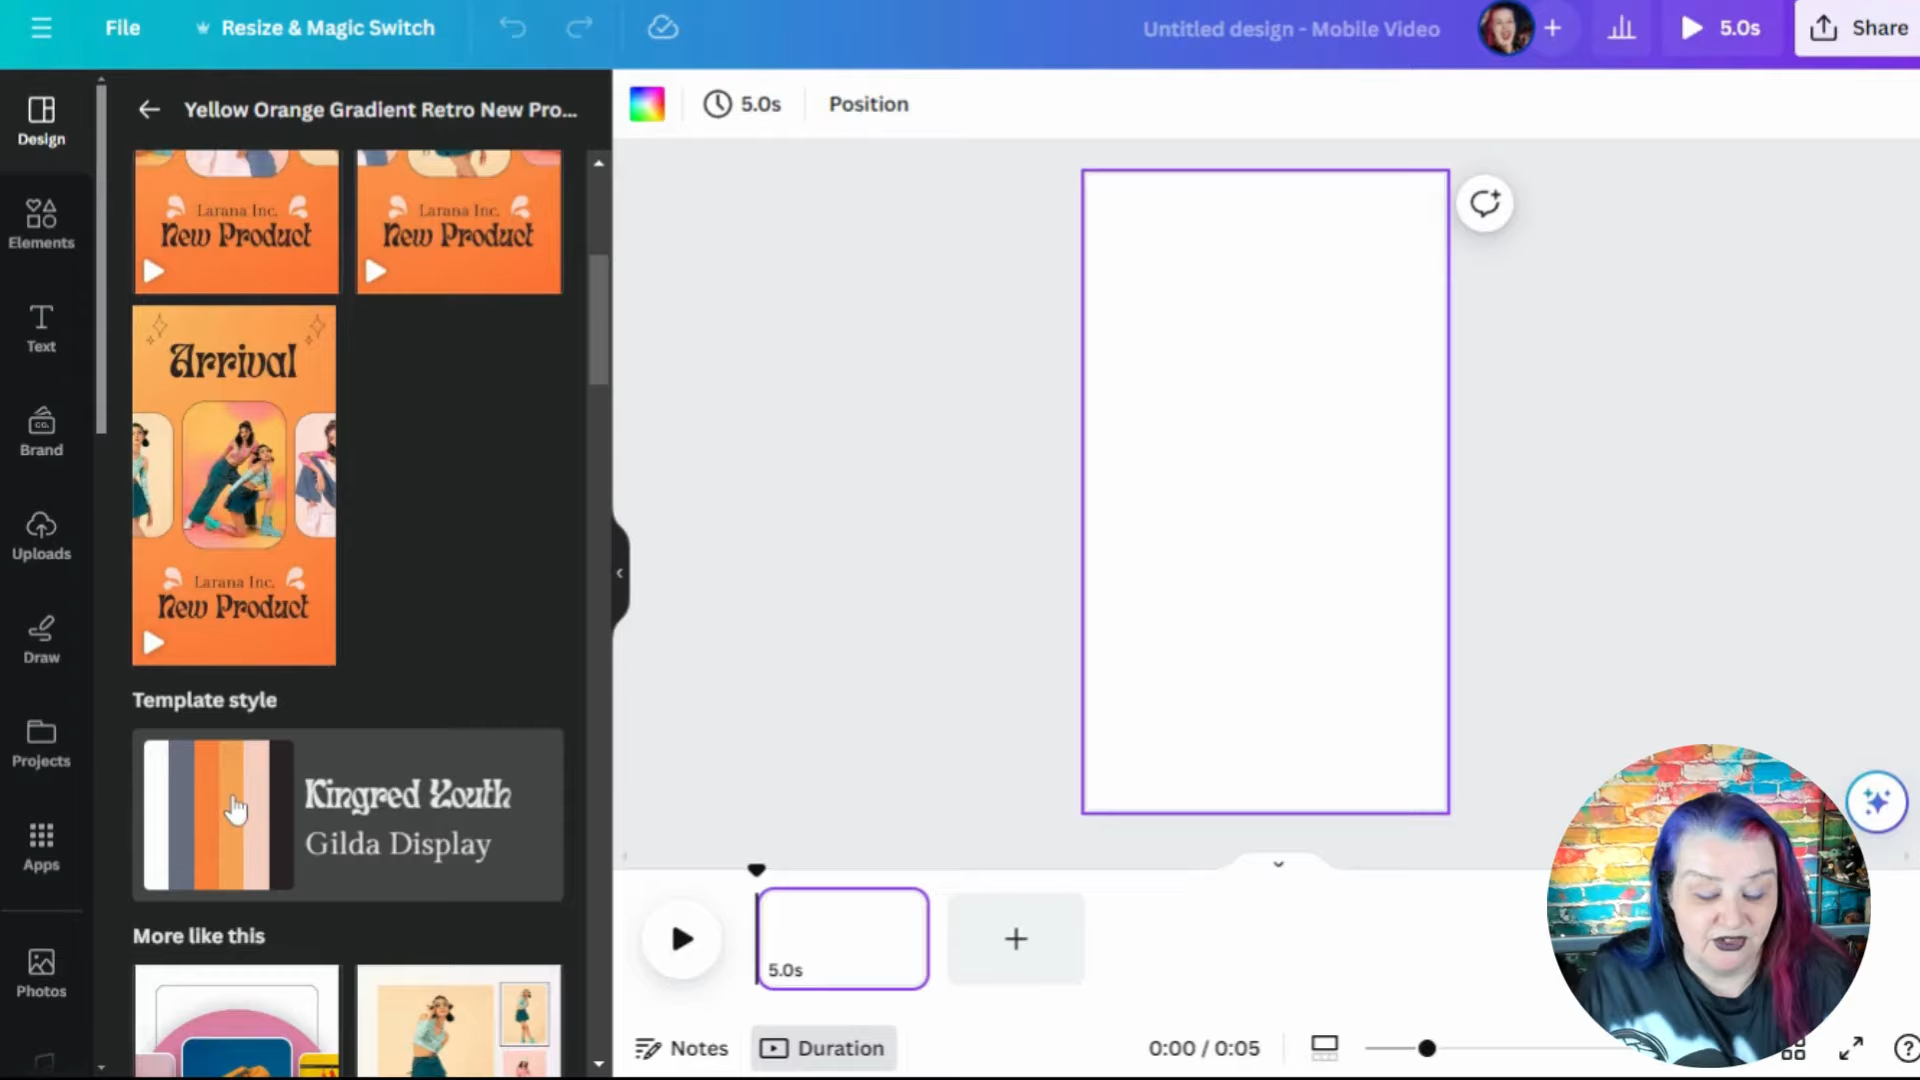 File
Resize & Magic Switch
Untitled design - Mobile Video
5.0s
Share
Design
Elements
Text
Brand
CO.
Uploads
Draw
Projects
Apps
Photos
Yellow Orange Gradient Retro New Pro...
Larana Inc.
New Product
Larana Inc.
New Product
Arrival
Larana Inc.
New Product
Template style
Kingred Youth
Gilda Display
More like this
5.0s
Position
5.0s
Notes
Duration
0:00 / 0:05